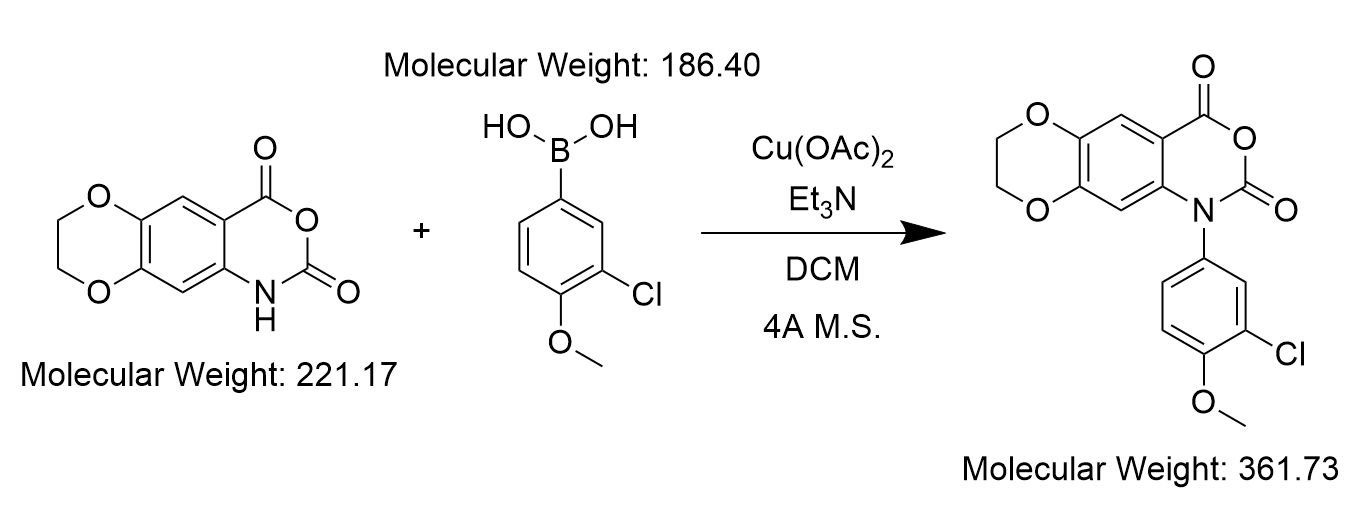 Molecular Weight: 186.40
HO
B
OH
Cl
O
O
O
O
O
N
H
O
Molecular Weight: 221.17
+
Cu(OAc)₂
Et₃N
DCM
4A M.S.
O
O
O
O
N
O
Cl
O
Molecular Weight: 361.73